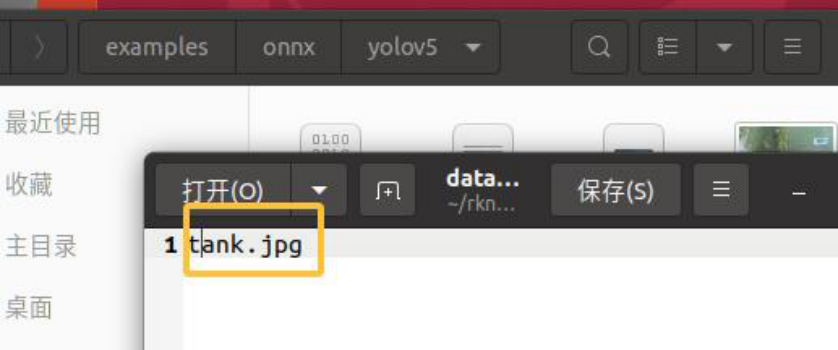 examples onnx yolov5
最近使用
收藏
主目录
桌面
打开(O)
data...
~/rkn...
保存(S)
1 tank.jpg